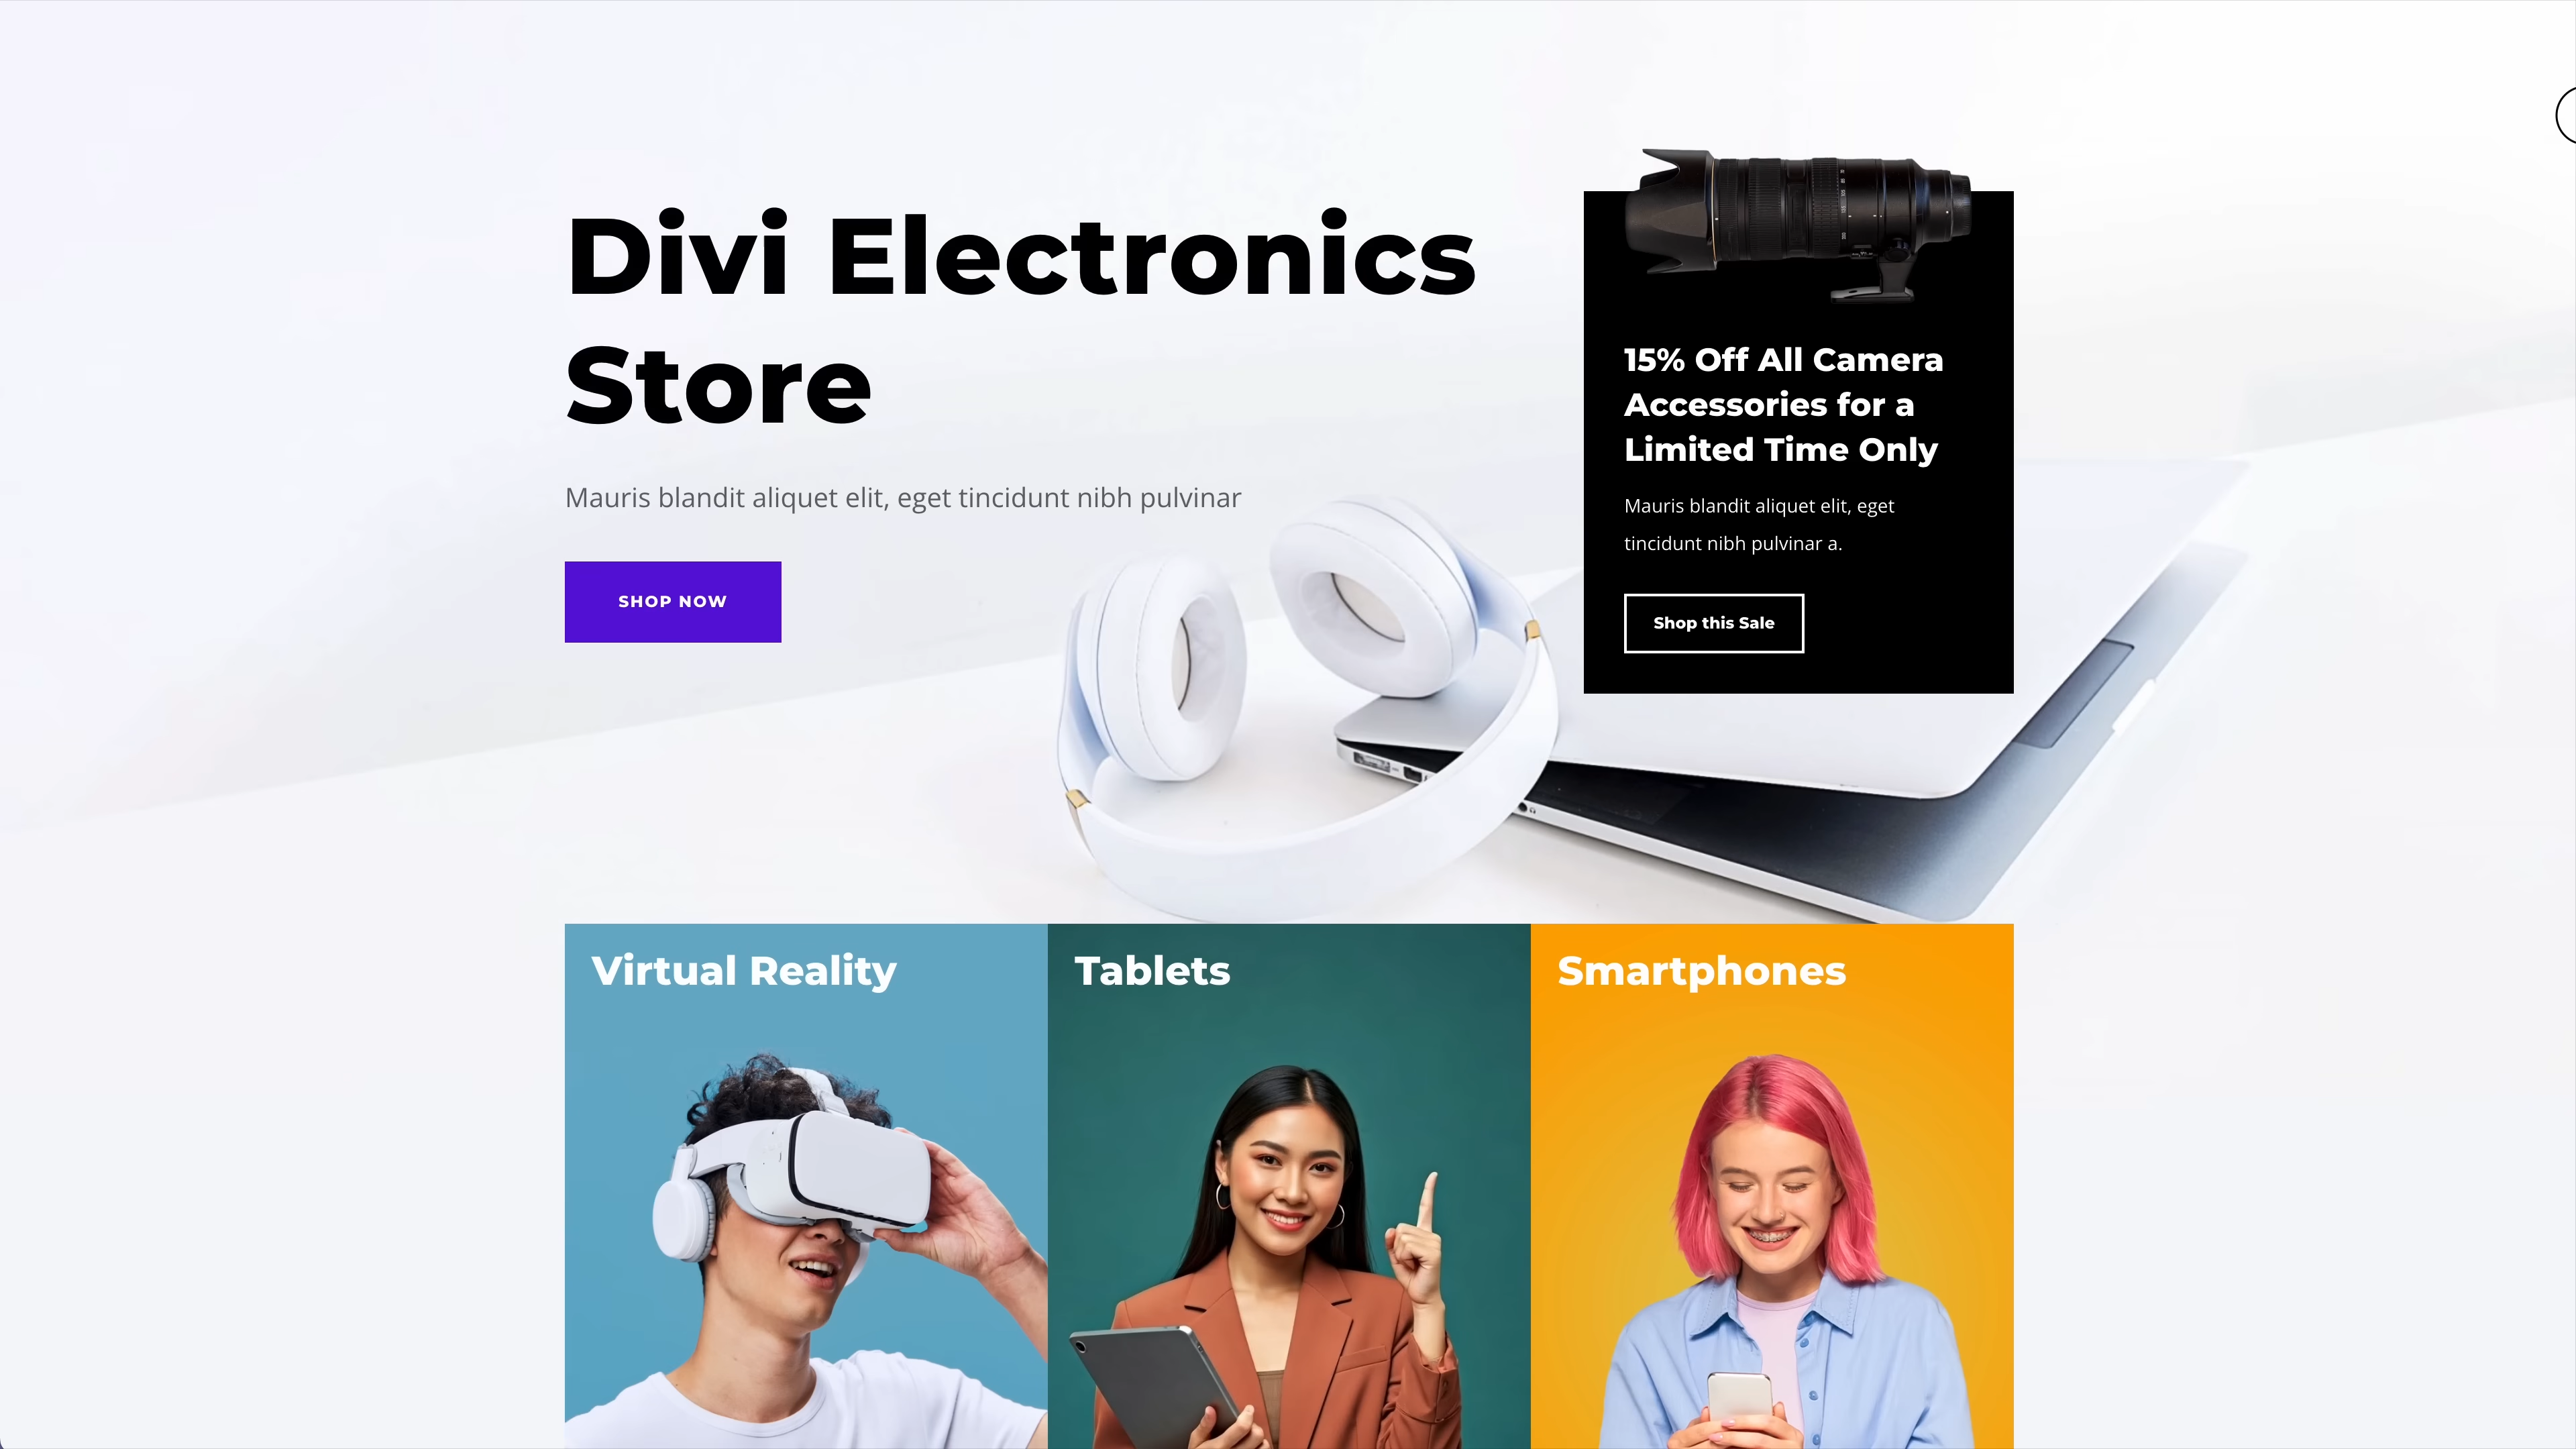 Divi Electronics
Store
Mauris blandit aliquet elit, eget tincidunt nibh pulvinar
SHOP NOW
15% Off All Camera
Accessories for a
Limited Time Only
Mauris blandit aliquet elit, eget
tincidunt nibh pulvinar a.
Shop this Sale
Virtual Reality
Tablets
Smartphones